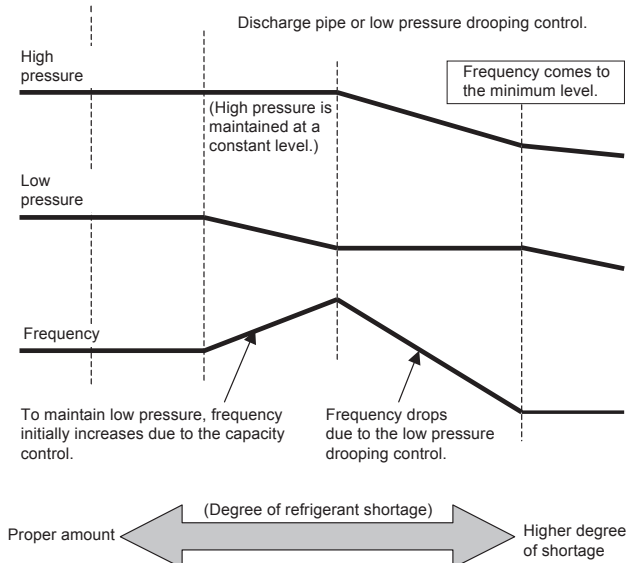 Discharge pipe or low pressure drooping control.
High
pressure
Frequency comes to
the minimum level.
(High pressure is
maintained at a
constant level.)
Low
pressure
Frequency
To maintain low pressure, frequency
initially increases due to the capacity
control.
Frequency drops
due to the low pressure
drooping control.
(Degree of refrigerant shortage)
Proper amount
Higher degree
of shortage